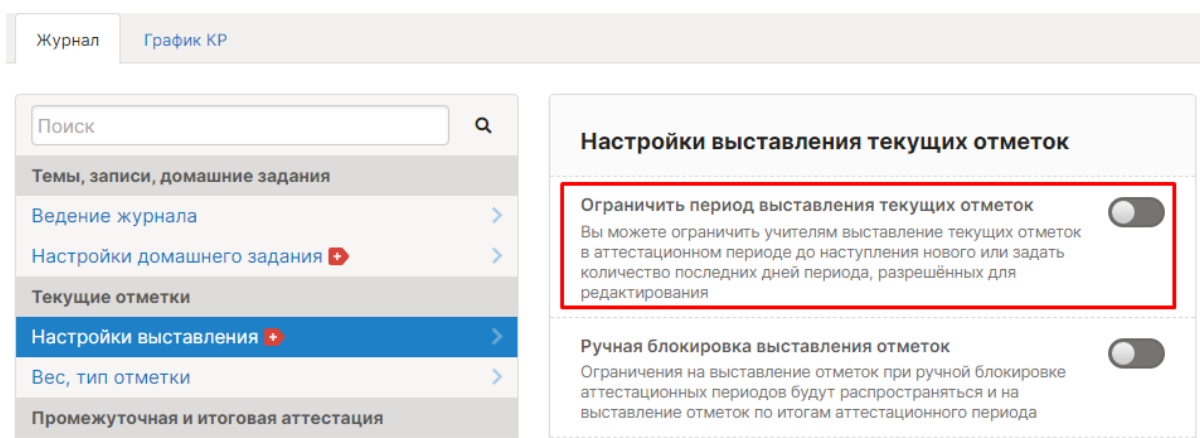 Журнал
График КР
Поиск
Темы, записи, домашние задания
Ведение журнала
Настройки домашнего задания
Текущие отметки
Настройки выставления
Вес, тип отметки
Промежуточная и итоговая аттестация
Настройки выставления текущих отметок
Ограничить период выставления текущих отметок
Вы можете ограничить учителям выставление текущих отметок
в аттестационном периоде до наступления нового или задать
количество последних дней периода, разрешённых для
редактирования
Ручная блокировка выставления отметок
Ограничения на выставление отметок при ручной блокировке
аттестационных периодов будут распространяться и на
выставление отметок по итогам аттестационного периода